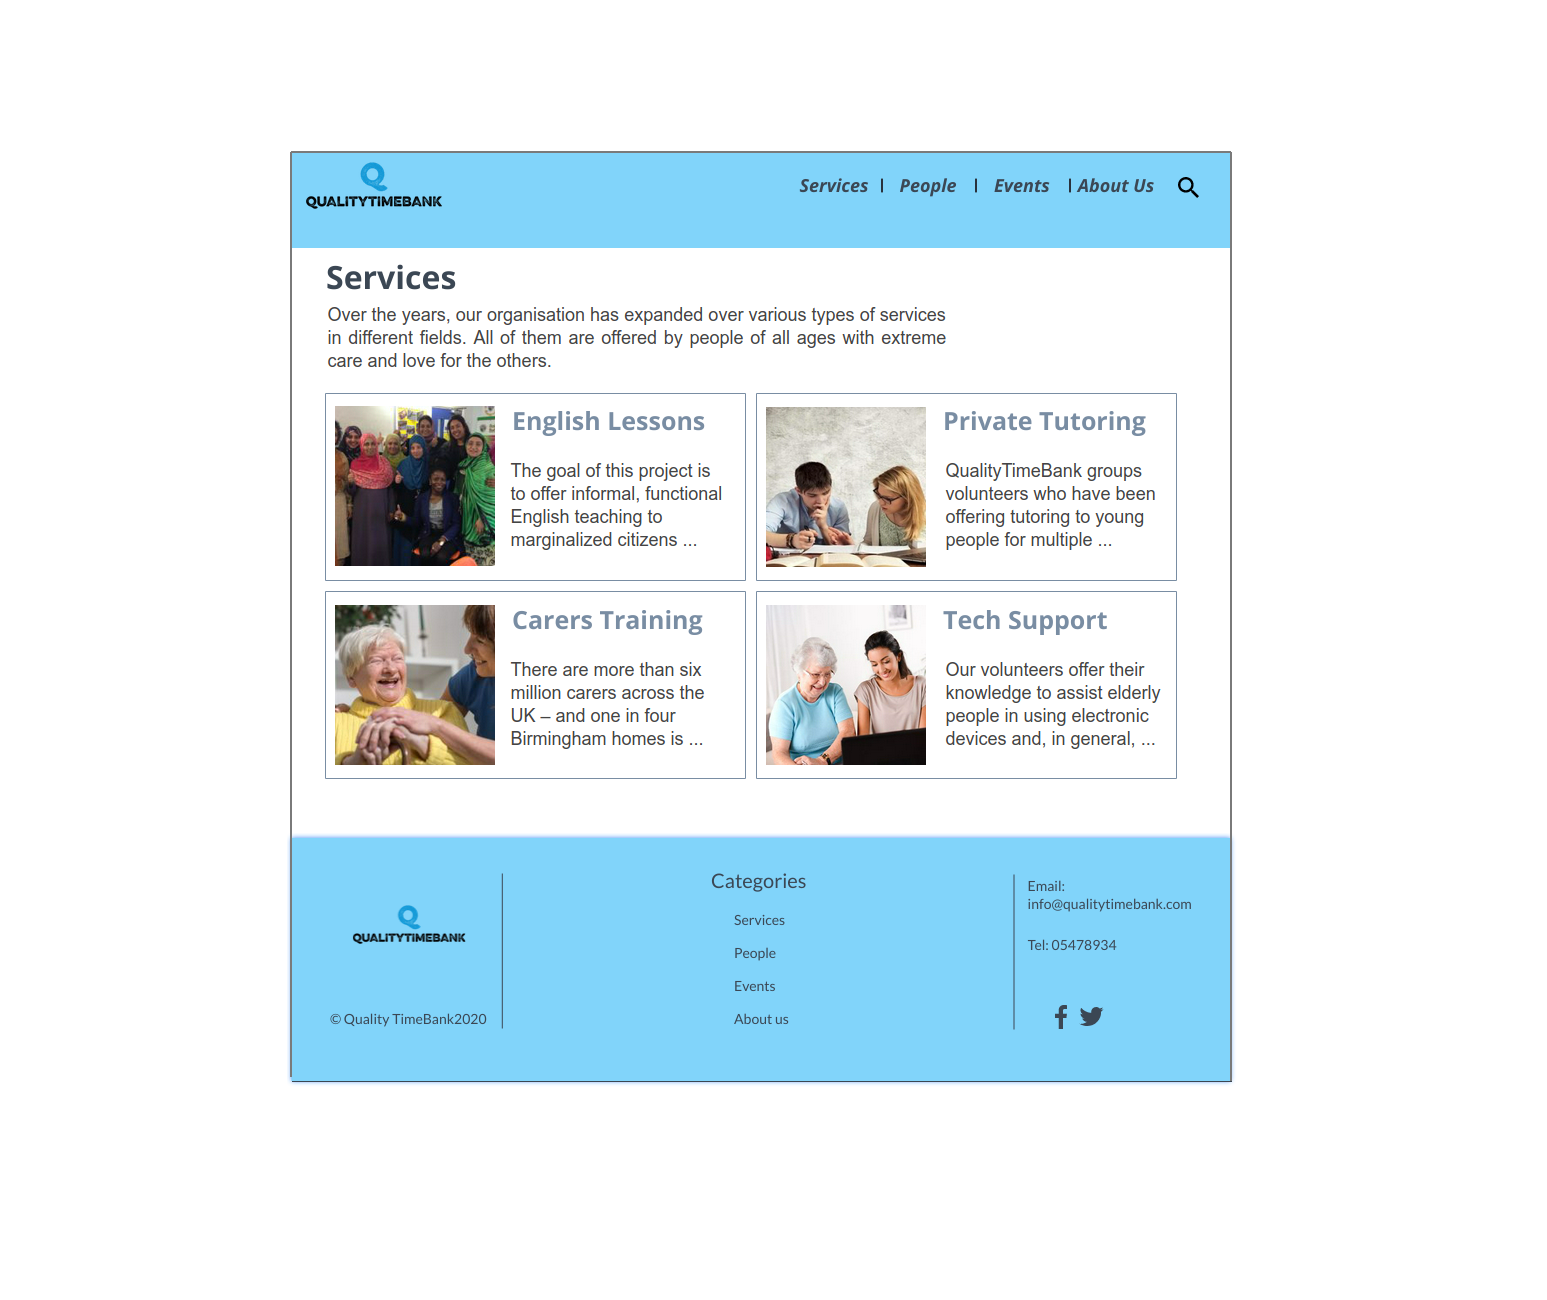 QUALITYTIMEBANK
Services | People | Events | About Us
Services
Over the years, our organisation has expanded over various types of services
in different fields. All of them are offered by people of all ages with extreme
care and love for the others.
English Lessons
The goal of this project is
to offer informal, functional
English teaching to
marginalized citizens ...
Private Tutoring
QualityTimeBank groups
volunteers who have been
offering tutoring to young
people for multiple ...
Carers Training
There are more than six
million carers across the
UK – and one in four
Birmingham homes is ...
Tech Support
Our volunteers offer their
knowledge to assist elderly
people in using electronic
devices and, in general, ...
QUALITYTIMEBANK
© Quality TimeBank2020
Categories
Services
People
Events
About us
Email:
info@qualitytimebank.com
Tel: 05478934